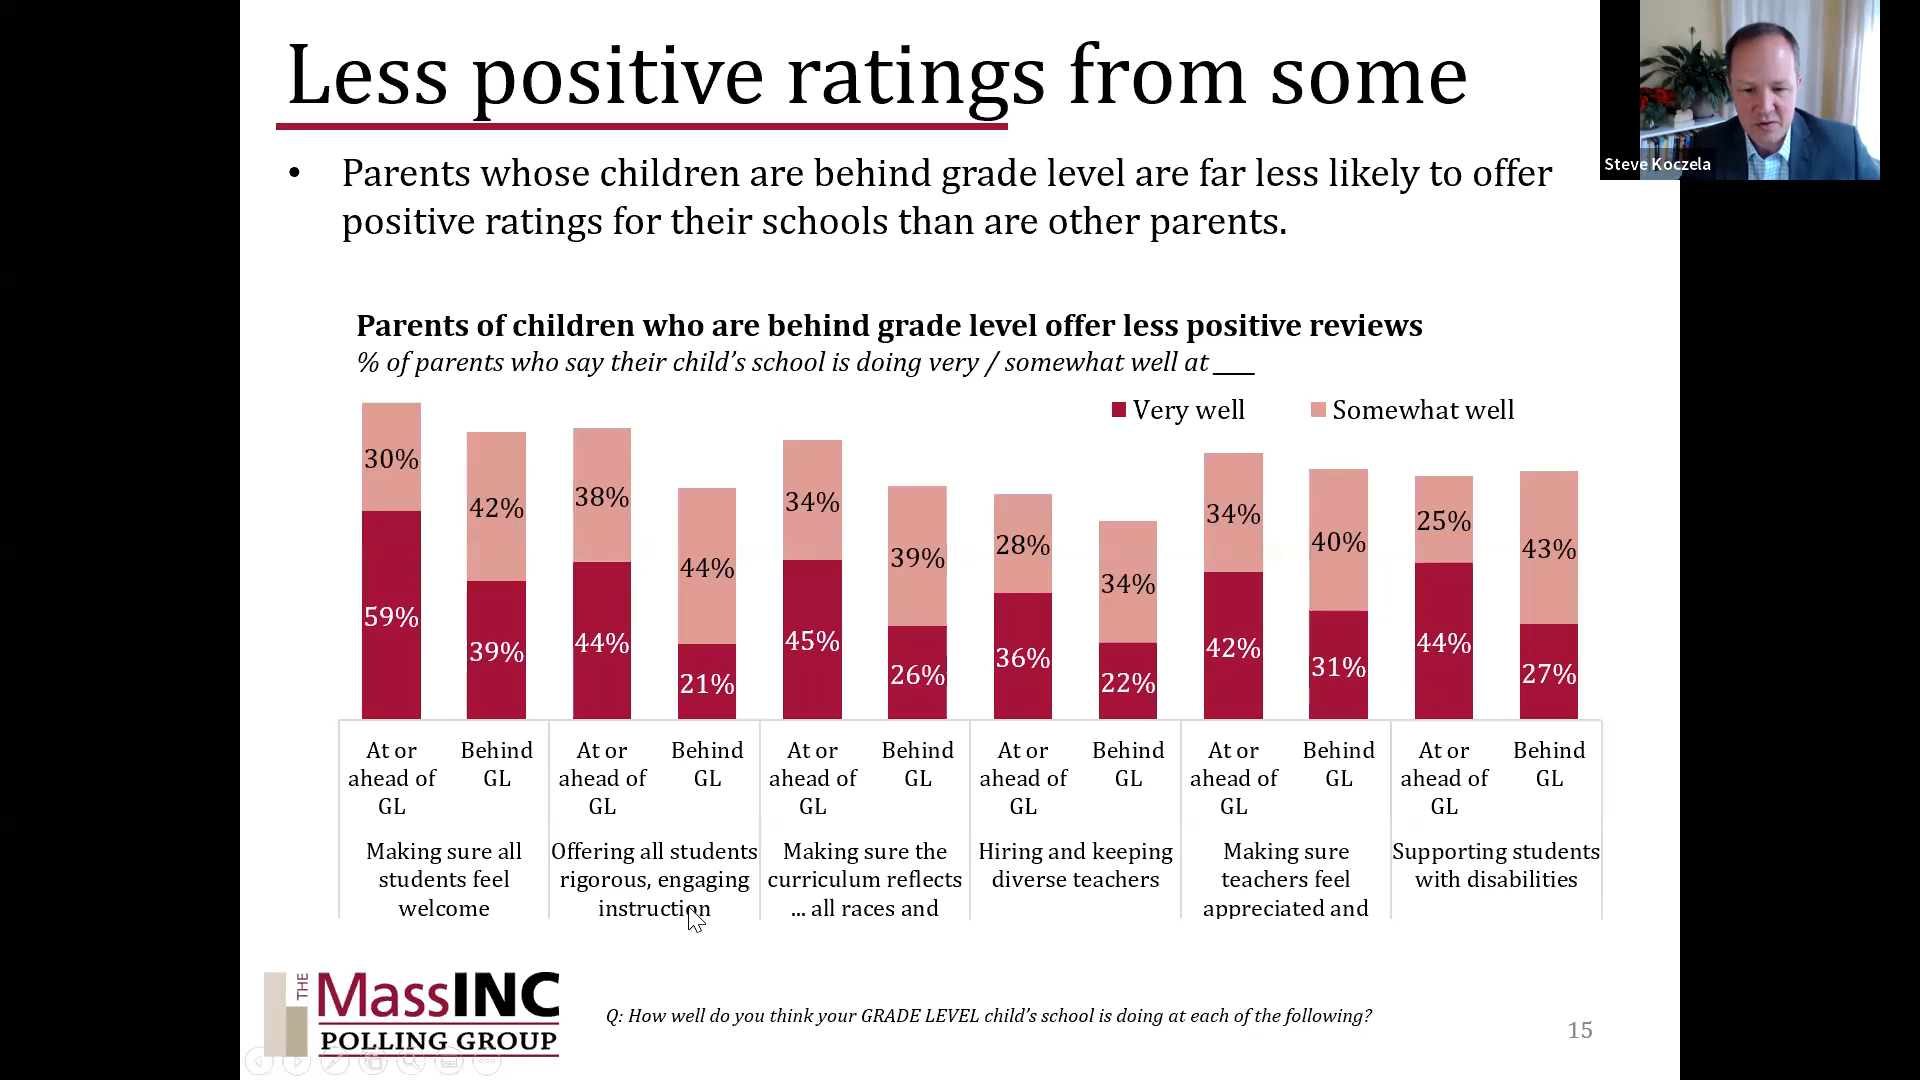 Less positive ratings from some
Steve Koczela
• Parents whose children are behind grade level are far less likely to offer
positive ratings for their schools than are other parents.
Parents of children who are behind grade level offer less positive reviews
% of parents who say their child’s school is doing very / somewhat well at ____
Very well Somewhat well
30% 42% 38% 44% 34% 39% 28% 34% 34% 40% 25% 43%
59% 39% 44% 21% 45% 26% 36% 22% 42% 31% 44% 27%
At or Behind At or Behind At or Behind At or Behind At or Behind At or Behind
ahead of GL ahead of GL ahead of GL ahead of GL ahead of GL ahead of GL
GL GL GL GL GL GL
Making sure all Offering all students Making sure the Hiring and keeping Making sure Supporting students
students feel rigorous, engaging curriculum reflects diverse teachers teachers feel with disabilities
welcome instruction ... all races and appreciated and
THE MassINC
POLLING GROUP
Q: How well do you think your GRADE LEVEL child’s school is doing at each of the following?
15